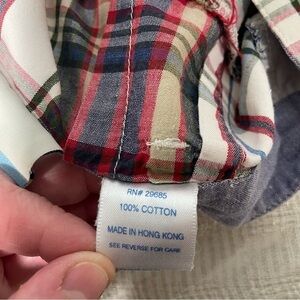 RN# 29685
100% COTTON
MADE IN HONG KONG
SEE REVERSE FOR CARE